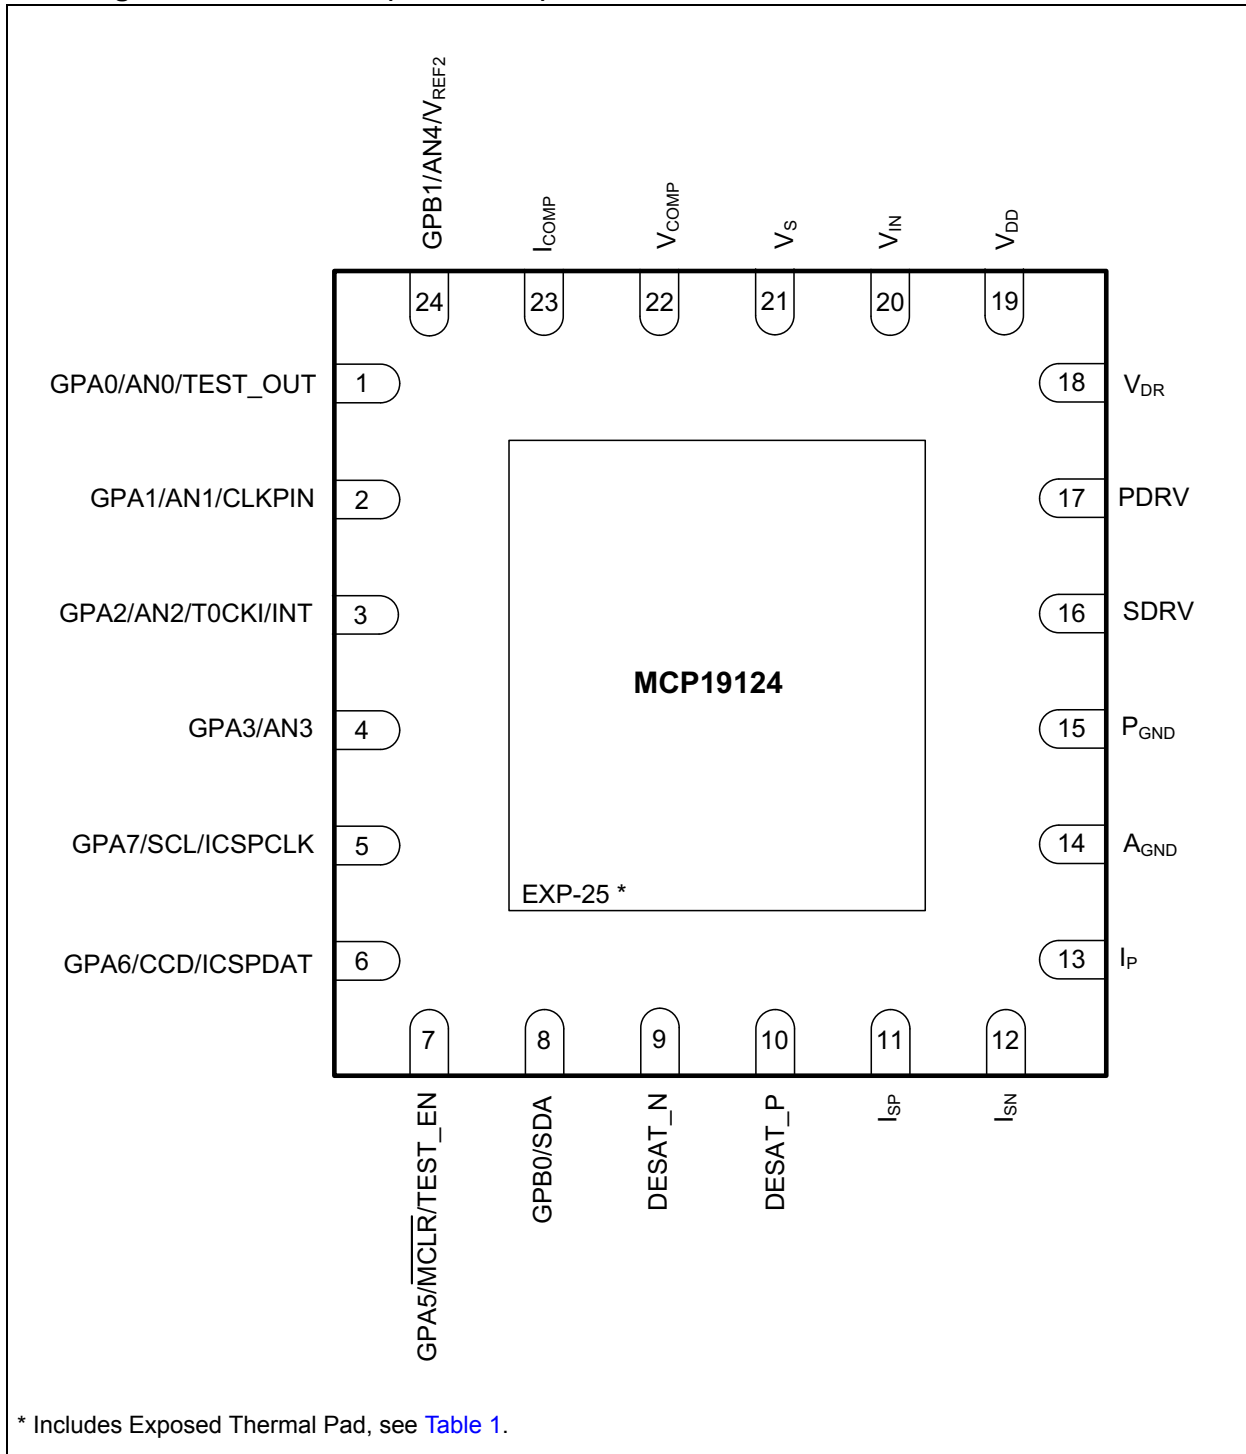 GPB1/AN4/VREF2
ICOMP
VCOMP
VS
VIN
VDD
24
23
22
21
20
19
GPA0/AN0/TEST_OUT
1
18
VDR
GPA1/AN1/CLKPIN
2
17
PDRV
GPA2/AN2/T0CKI/INT
3
16
SDRV
MCP19124
GPA3/AN3
4
15
PGND
GPA7/SCL/ICSPCLK
5
14
AGND
EXP-25 *
GPA6/CCD/ICSPDAT
6
13
IP
7
8
9
10
11
12
GPA5/MCLR/TEST_EN
GPB0/SDA
DESAT_N
DESAT_P
ISP
ISN
* Includes Exposed Thermal Pad, see Table 1.